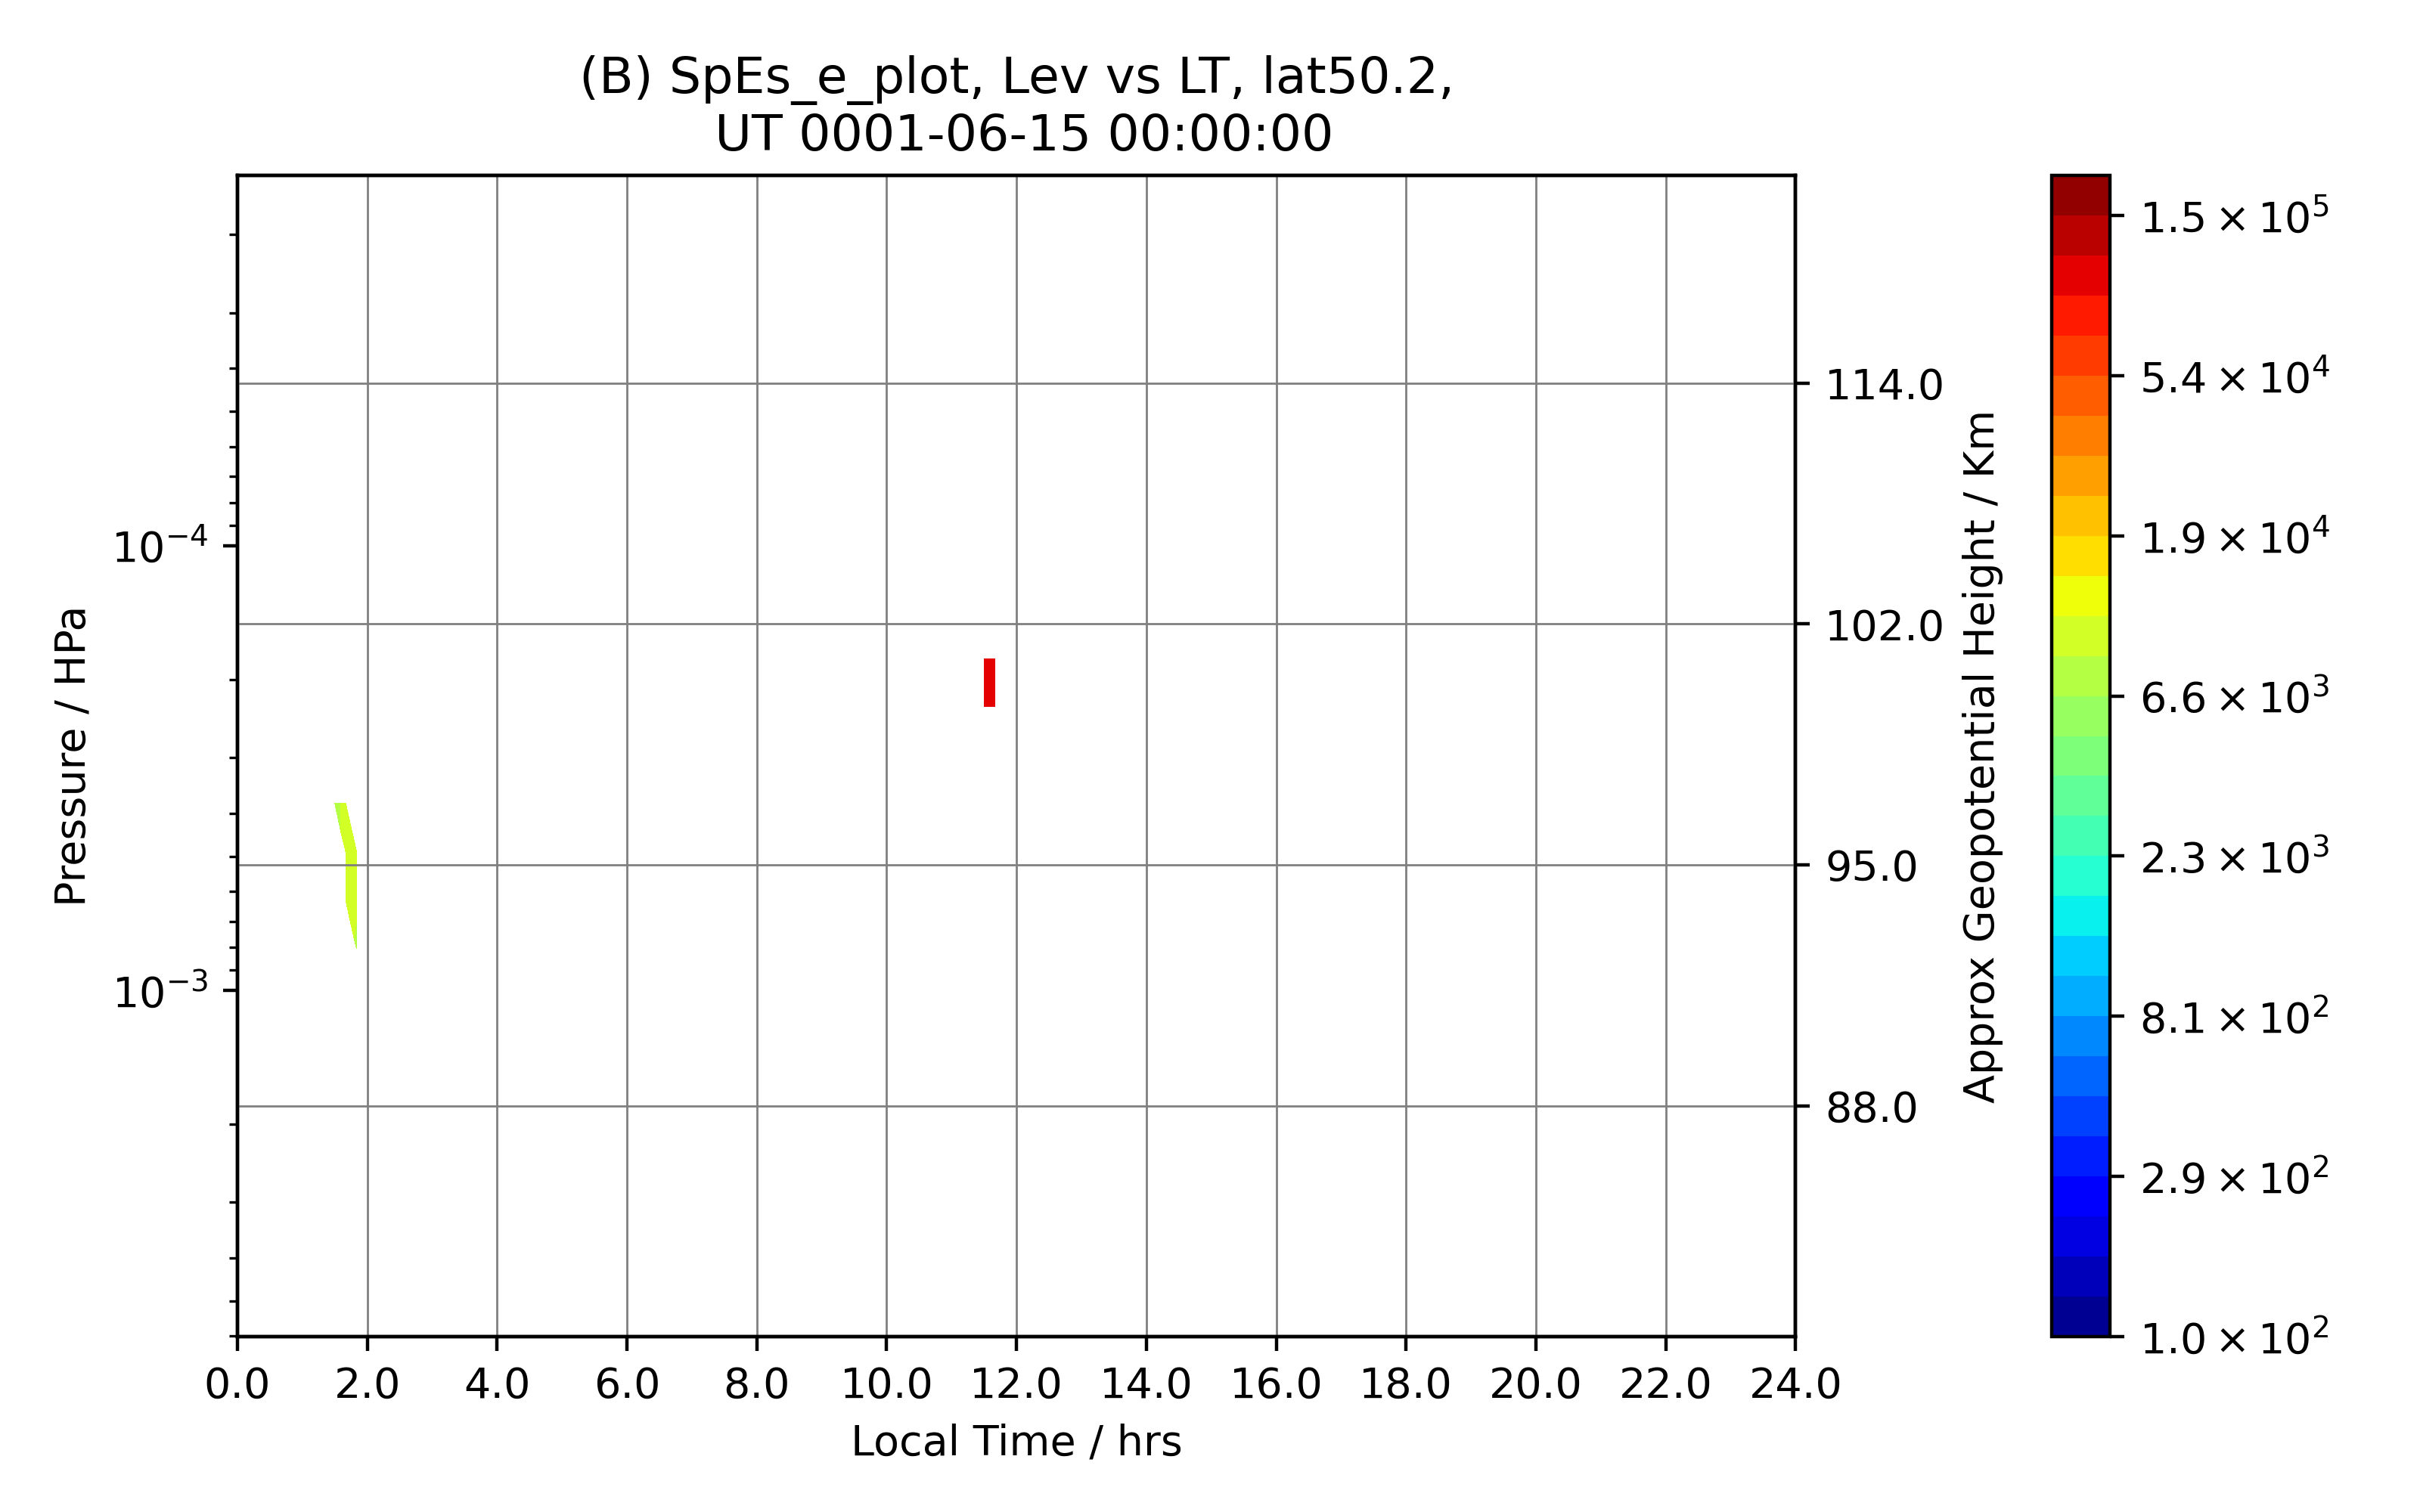 (B) SpEs_e_plot, Lev vs LT, lat50.2,
UT 0001-06-15 00:00:00
Pressure / HPa
10⁻⁴
10⁻³
0.0 2.0 4.0 6.0 8.0 10.0 12.0 14.0 16.0 18.0 20.0 22.0 24.0
Local Time / hrs
114.0
102.0
95.0
88.0
Approx Geopotential Height / Km
1.5 × 10⁵
5.4 × 10⁴
1.9 × 10⁴
6.6 × 10³
2.3 × 10³
8.1 × 10²
2.9 × 10²
1.0 × 10²